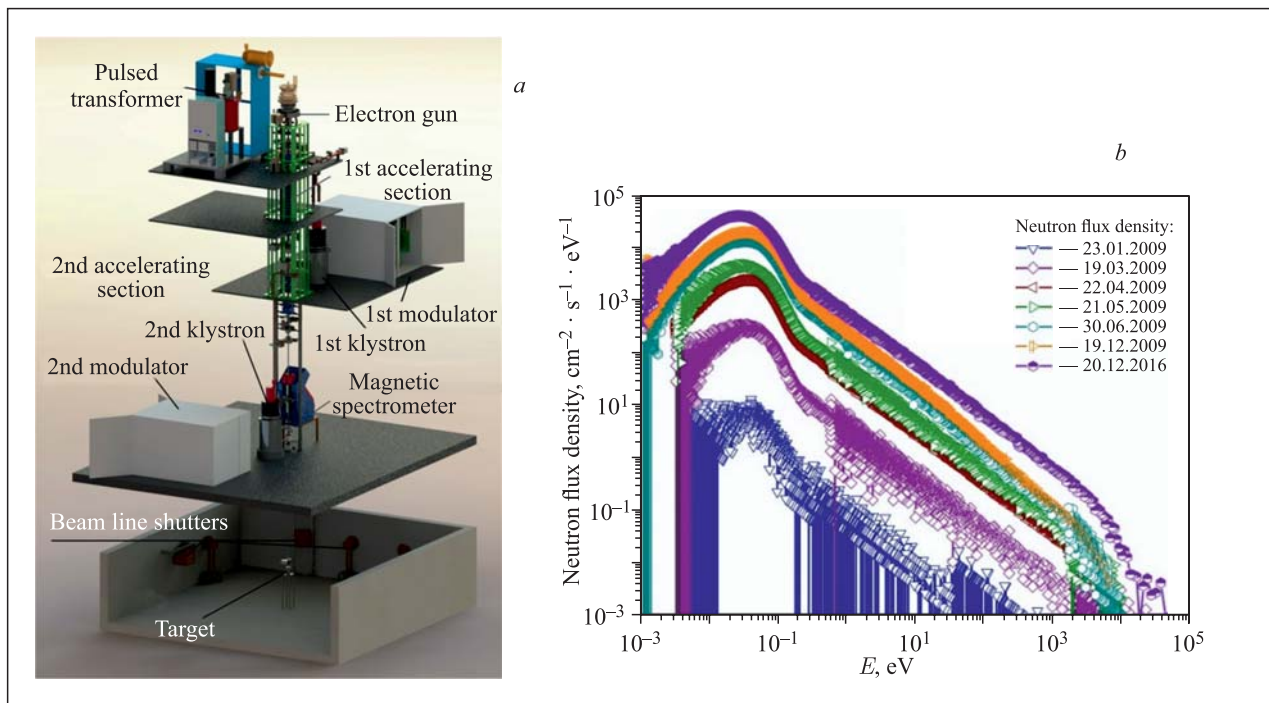 a
Pulsed
transformer
Electron gun
1st accelerating
section
2nd accelerating
section
1st modulator
2nd klystron
1st klystron
2nd modulator
Magnetic
spectrometer
Beam line shutters
Target
b
Neutron flux density, cm⁻² · s⁻¹ · eV⁻¹
10⁵
10³
10¹
10⁻¹
10⁻³
Neutron flux density:
— 23.01.2009
— 19.03.2009
— 22.04.2009
— 21.05.2009
— 30.06.2009
— 19.12.2009
— 20.12.2016
10⁻³ 10⁻¹ 10¹ 10³ 10⁵
E, eV